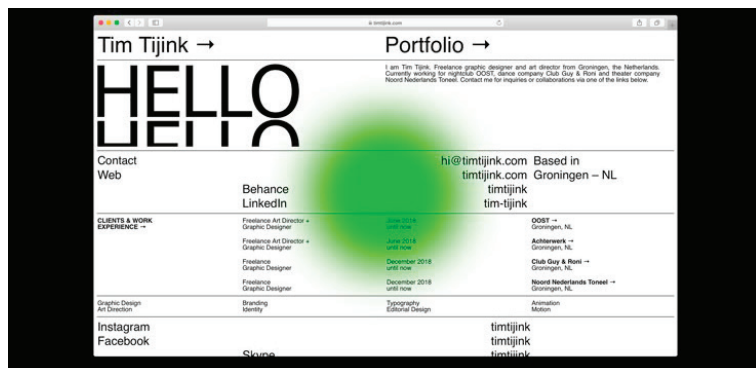 timtijink.com
Tim Tijink → Portfolio →
HELLO
HELLO
I am Tim Tijink. Freelance graphic designer and art director from Groningen, the Netherlands.
Currently working for nightclub OOST, dance company Club Guy & Roni and theater company
Noord Nederlands Toneel. Contact me for inquiries or collaborations via one of the links below.
Contact hi@timtijink.com Based in
Web timtijink.com Groningen – NL
Behance timtijink
LinkedIn tim-tijink
CLIENTS & WORK
EXPERIENCE →
Freelance Art Director +
Graphic Designer
June 2018
until now
OOST →
Groningen, NL
Freelance Art Director +
Graphic Designer
June 2018
until now
Achterwerk →
Groningen, NL
Freelance
Graphic Designer
December 2018
until now
Club Guy & Roni →
Groningen, NL
Freelance
Graphic Designer
December 2018
until now
Noord Nederlands Toneel →
Groningen, NL
Graphic Design
Art Direction
Branding
Identity
Typography
Editorial Design
Animation
Motion
Instagram timtijink
Facebook timtijink
Skype timtijink